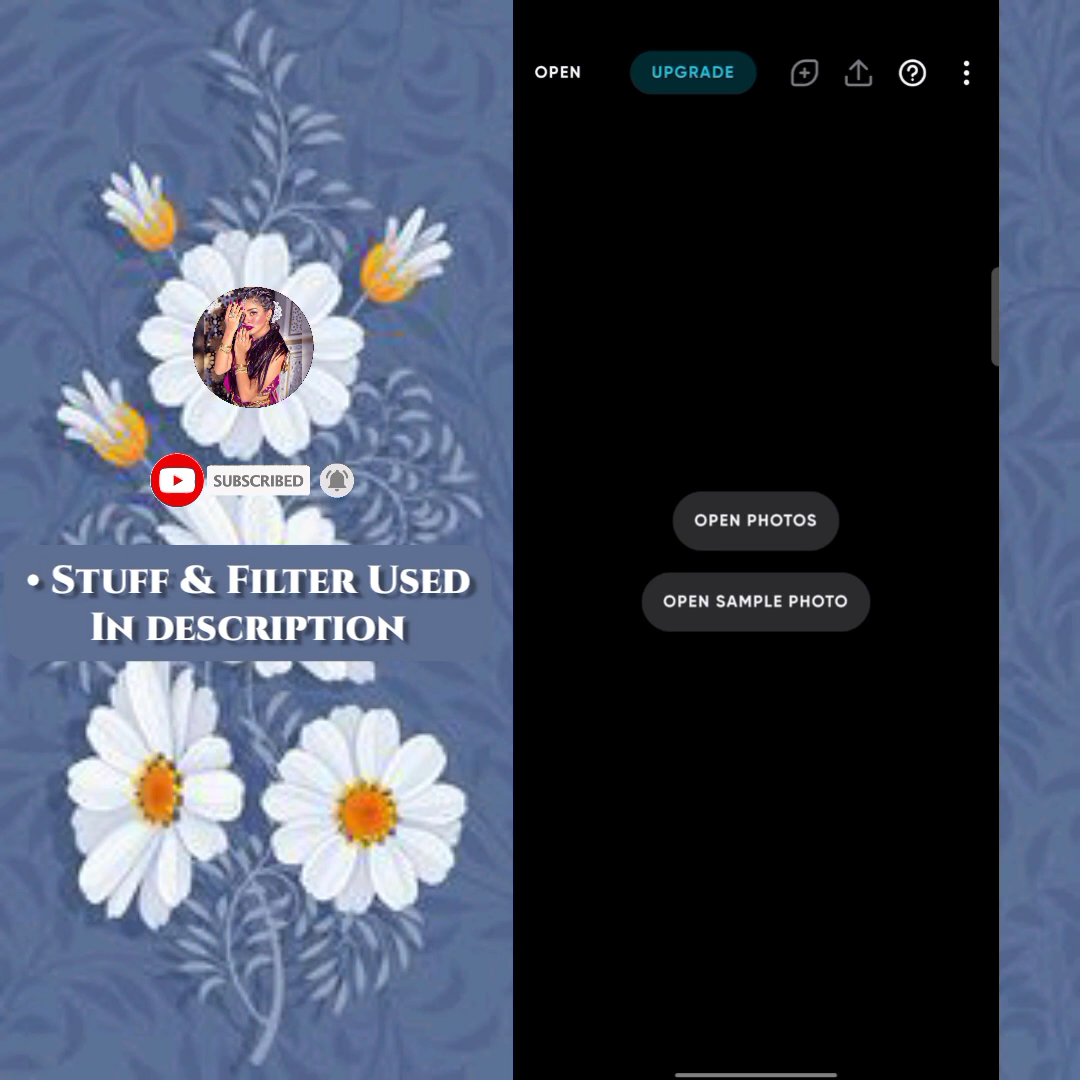 SUBSCRIBED
• Stuff & Filter Used
In description
OPEN
UPGRADE
OPEN PHOTOS
OPEN SAMPLE PHOTO